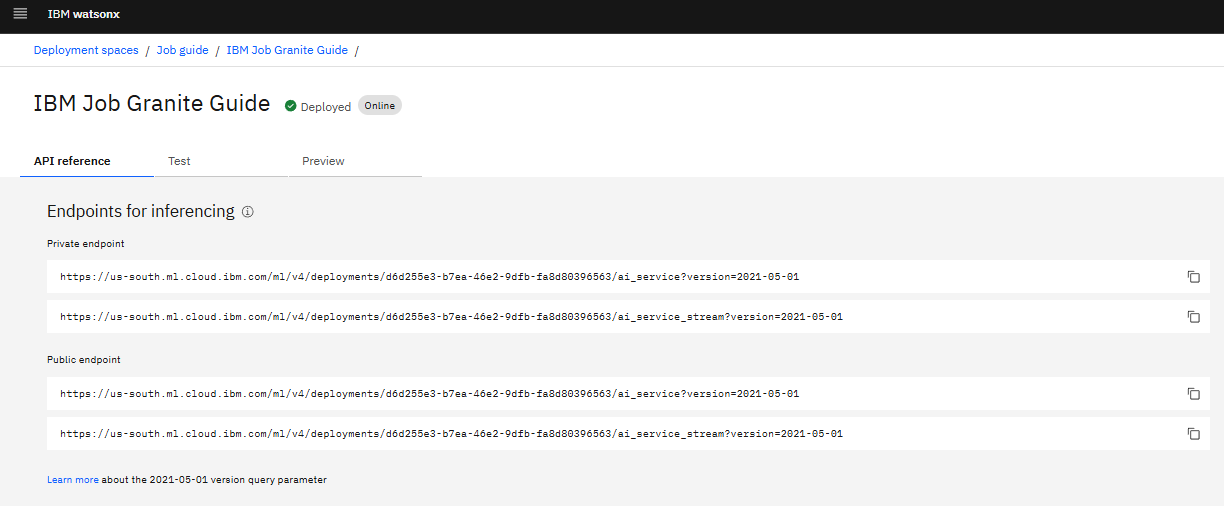 IBM watsonx
Deployment spaces / Job guide / IBM Job Granite Guide /
IBM Job Granite Guide Deployed Online
API reference Test Preview
Endpoints for inferencing
Private endpoint
https://us-south.ml.cloud.ibm.com/ml/v4/deployments/d6d255e3-b7ea-46e2-9dfb-fa8d80396563/ai_service?version=2021-05-01
https://us-south.ml.cloud.ibm.com/ml/v4/deployments/d6d255e3-b7ea-46e2-9dfb-fa8d80396563/ai_service_stream?version=2021-05-01
Public endpoint
https://us-south.ml.cloud.ibm.com/ml/v4/deployments/d6d255e3-b7ea-46e2-9dfb-fa8d80396563/ai_service?version=2021-05-01
https://us-south.ml.cloud.ibm.com/ml/v4/deployments/d6d255e3-b7ea-46e2-9dfb-fa8d80396563/ai_service_stream?version=2021-05-01
Learn more about the 2021-05-01 version query parameter